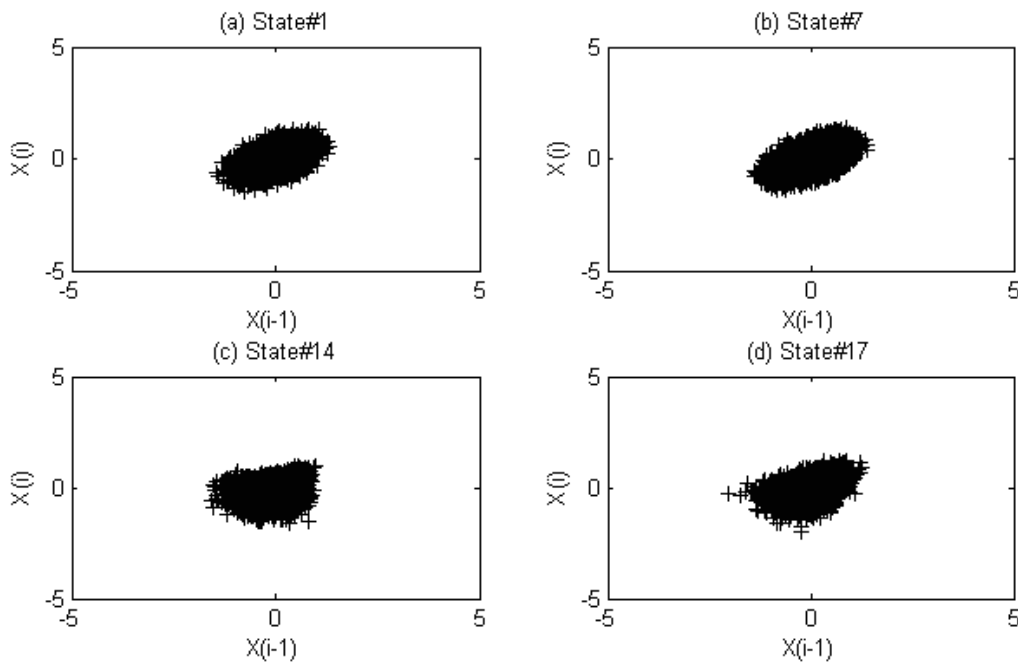 (a) State#1
5
0
-5
X(i)
-5 0 5
X(i-1)
(b) State#7
5
0
-5
X(i)
-5 0 5
X(i-1)
(c) State#14
5
0
-5
X(i)
-5 0 5
X(i-1)
(d) State#17
5
0
-5
X(i)
-5 0 5
X(i-1)